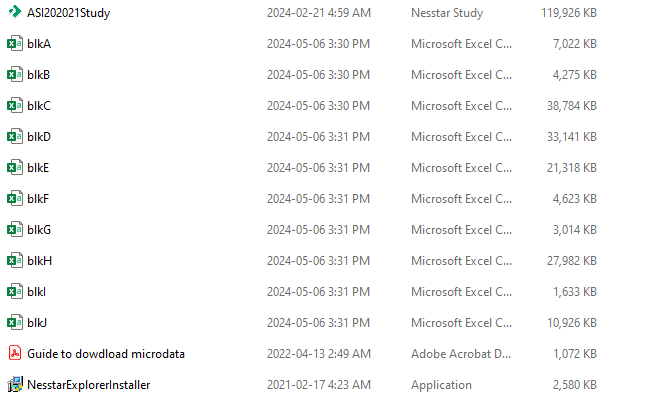 ASI202021Study 2024-02-21 4:59 AM Nesstar Study 119,926 KB
blkA 2024-05-06 3:30 PM Microsoft Excel C... 7,022 KB
blkB 2024-05-06 3:30 PM Microsoft Excel C... 4,275 KB
blkC 2024-05-06 3:30 PM Microsoft Excel C... 38,784 KB
blkD 2024-05-06 3:31 PM Microsoft Excel C... 33,141 KB
blkE 2024-05-06 3:31 PM Microsoft Excel C... 21,318 KB
blkF 2024-05-06 3:31 PM Microsoft Excel C... 4,623 KB
blkG 2024-05-06 3:31 PM Microsoft Excel C... 3,014 KB
blkH 2024-05-06 3:31 PM Microsoft Excel C... 27,982 KB
blkI 2024-05-06 3:31 PM Microsoft Excel C... 1,633 KB
blkJ 2024-05-06 3:31 PM Microsoft Excel C... 10,926 KB
Guide to dowdload microdata 2022-04-13 2:49 AM Adobe Acrobat D... 1,072 KB
NesstarExplorerInstaller 2021-02-17 4:23 AM Application 2,580 KB